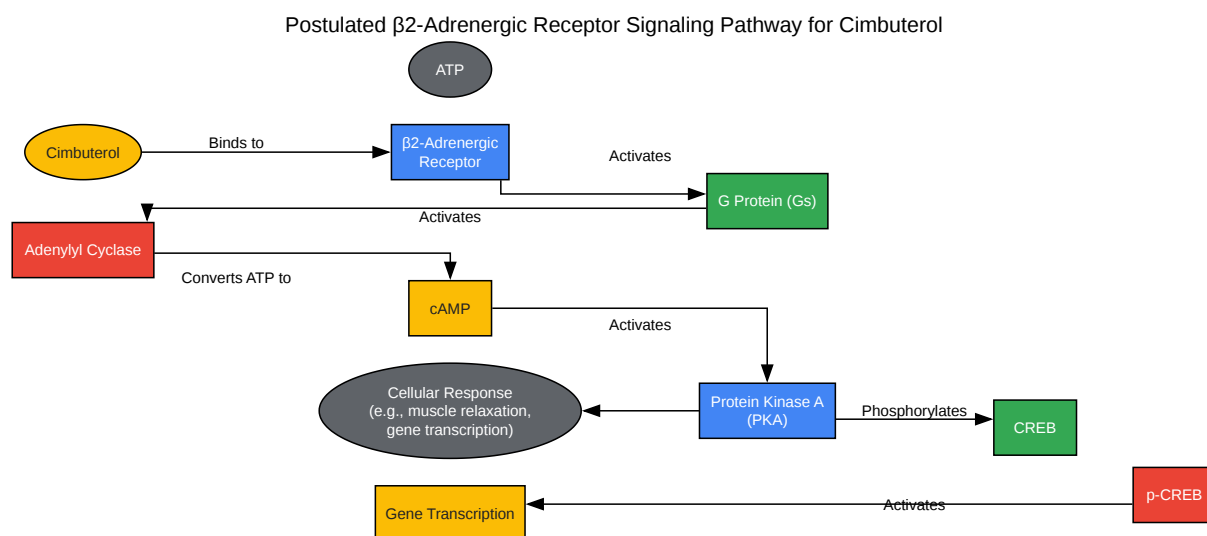 Postulated β2-Adrenergic Receptor Signaling Pathway for Cimbuterol
ATP
Cimbuterol
Binds to
β2-Adrenergic
Receptor
Activates
G Protein (Gs)
Activates
Adenylyl Cyclase
Converts ATP to
cAMP
Activates
Cellular Response
(e.g., muscle relaxation,
gene transcription)
Protein Kinase A
(PKA)
Phosphorylates
CREB
p-CREB
Activates
Gene Transcription